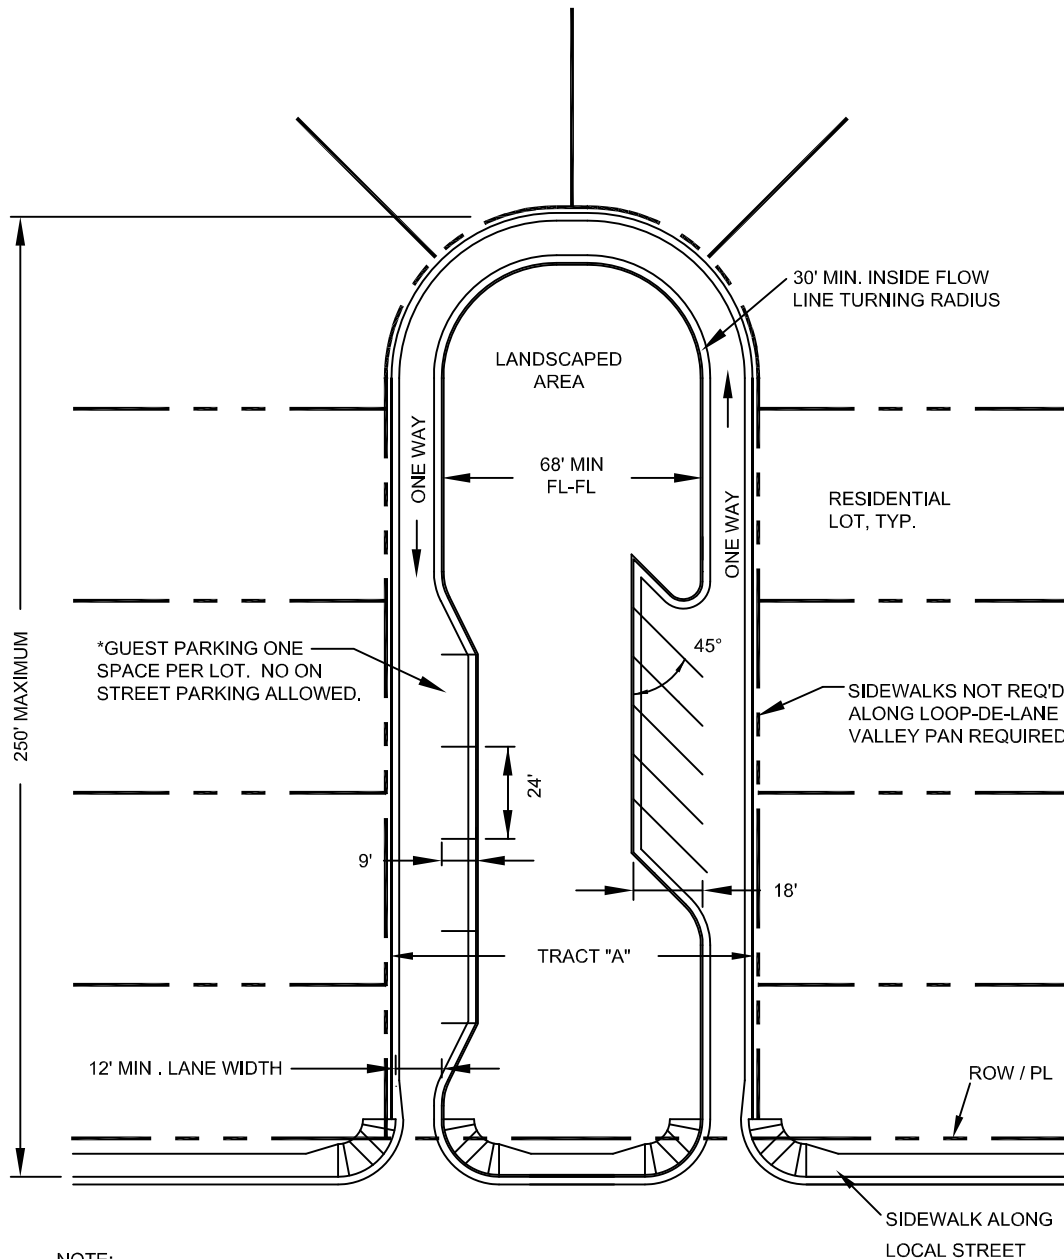 30' MIN. INSIDE FLOW
LINE TURNING RADIUS
LANDSCAPED
AREA
ONE WAY
68' MIN
FL-FL
ONE WAY
RESIDENTIAL
LOT, TYP.
250' MAXIMUM
*GUEST PARKING ONE
SPACE PER LOT. NO ON
STREET PARKING ALLOWED.
45°
SIDEWALKS NOT REQ'D
ALONG LOOP-DE-LANE
VALLEY PAN REQUIRED
24'
9'
18'
TRACT "A"
12' MIN . LANE WIDTH
ROW / PL
SIDEWALK ALONG
LOCAL STREET
NOTE: